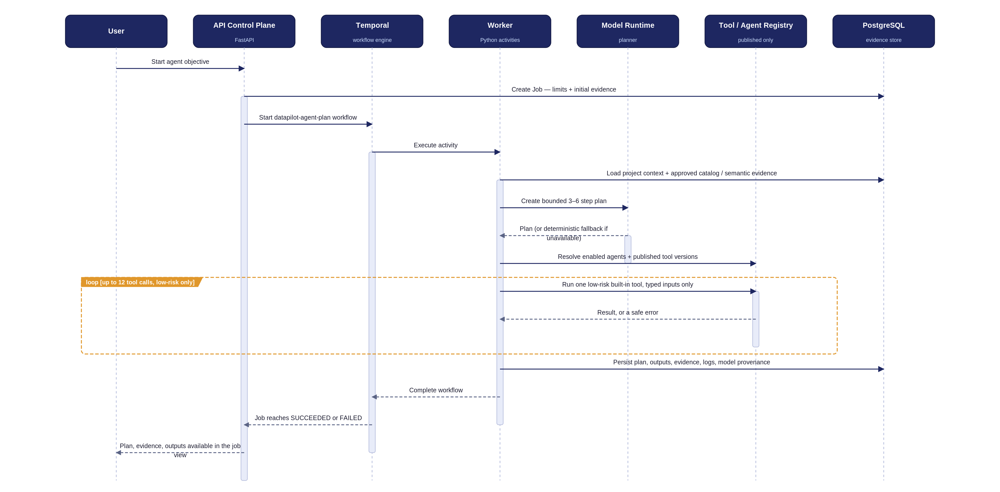 User
API Control Plane
FastAPI
Temporal
workflow engine
Worker
Python activities
Model Runtime
planner
Tool / Agent Registry
published only
PostgreSQL
evidence store
Start agent objective
Create Job — limits + initial evidence
Start datapilot-agent-plan workflow
Execute activity
Load project context + approved catalog / semantic evidence
Create bounded 3–6 step plan
Plan (or deterministic fallback if
unavailable)
Resolve enabled agents + published tool versions
loop [up to 12 tool calls, low-risk only]
Run one low-risk built-in tool, typed inputs only
Result, or a safe error
Persist plan, outputs, evidence, logs, model provenance
Complete workflow
Job reaches SUCCEEDED or FAILED
Plan, evidence, outputs available in the job
view